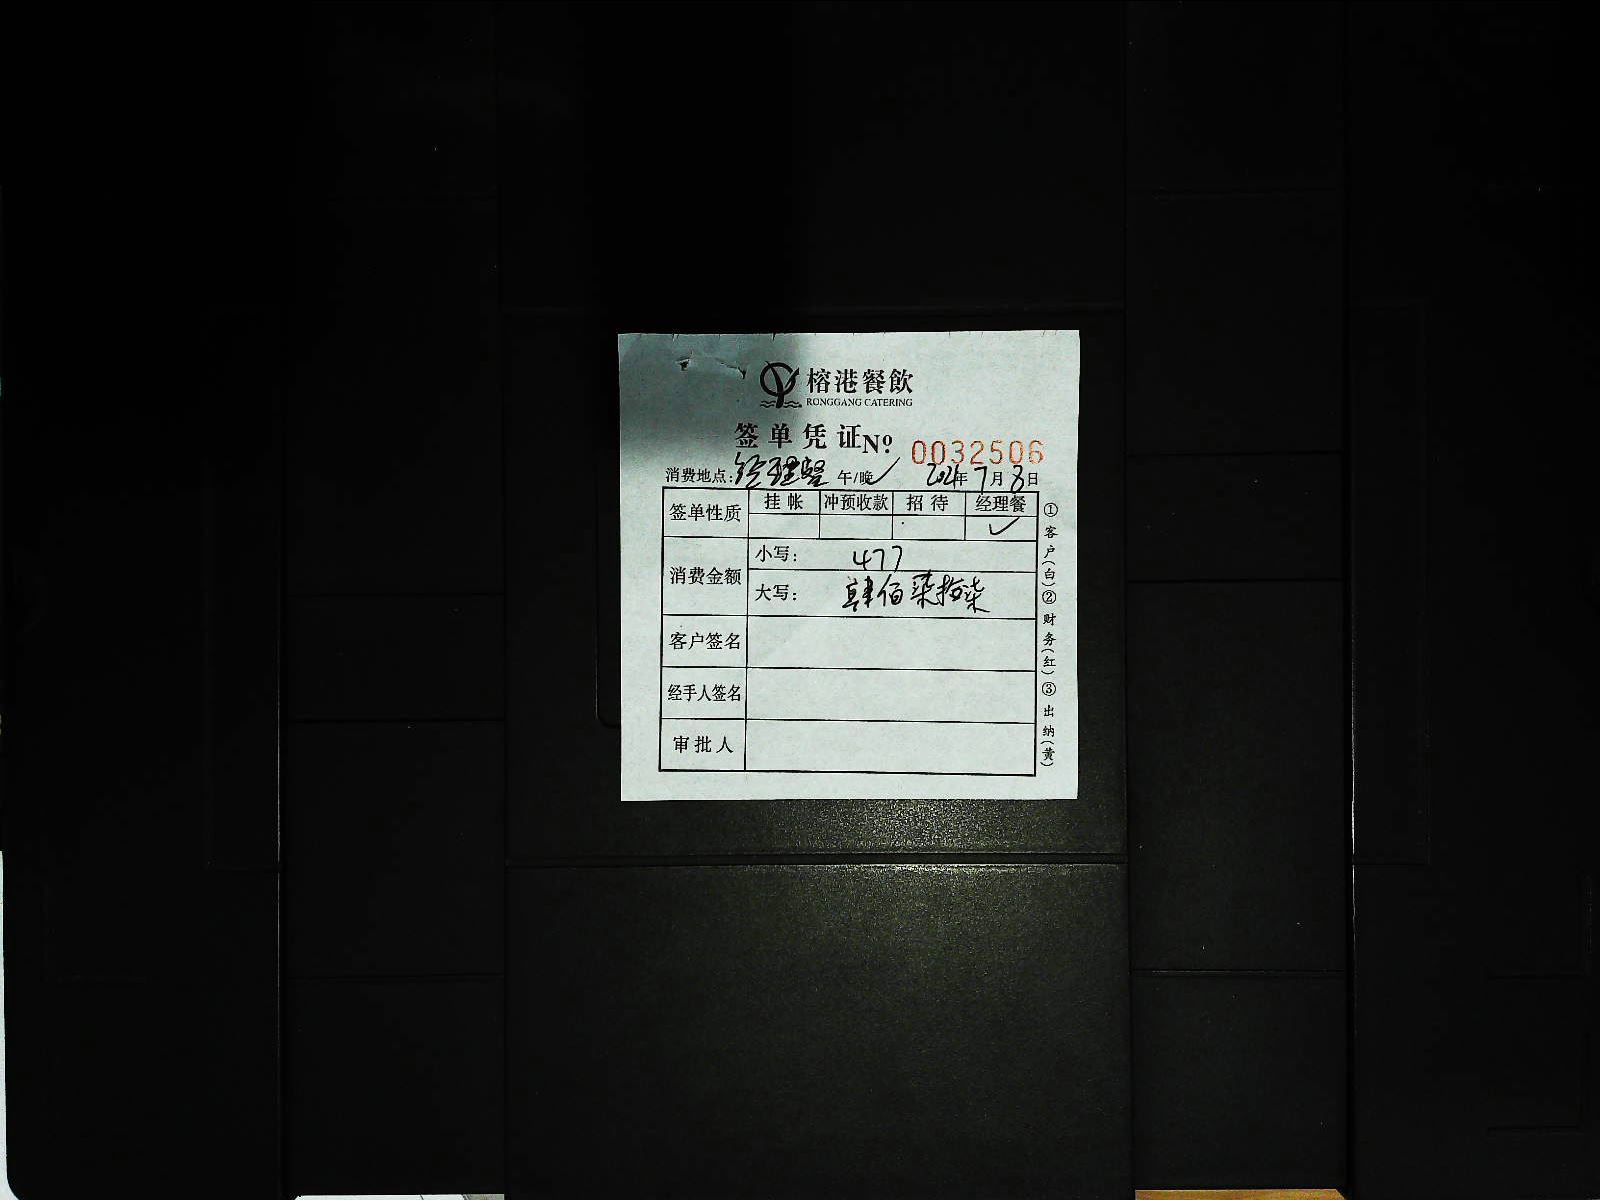 榕港餐飲
RONGGANG CATERING
签单凭证 № 0032506
消费地点：经理餐 午/晚✓ 2024年7月8日
签单性质 挂帐 冲预收款 招待 经理餐
✓
消费金额 小写： 477
大写： 肆佰柒拾柒
客户签名
经手人签名
审批人
①客户(白)②财务(红)③出纳(黄)